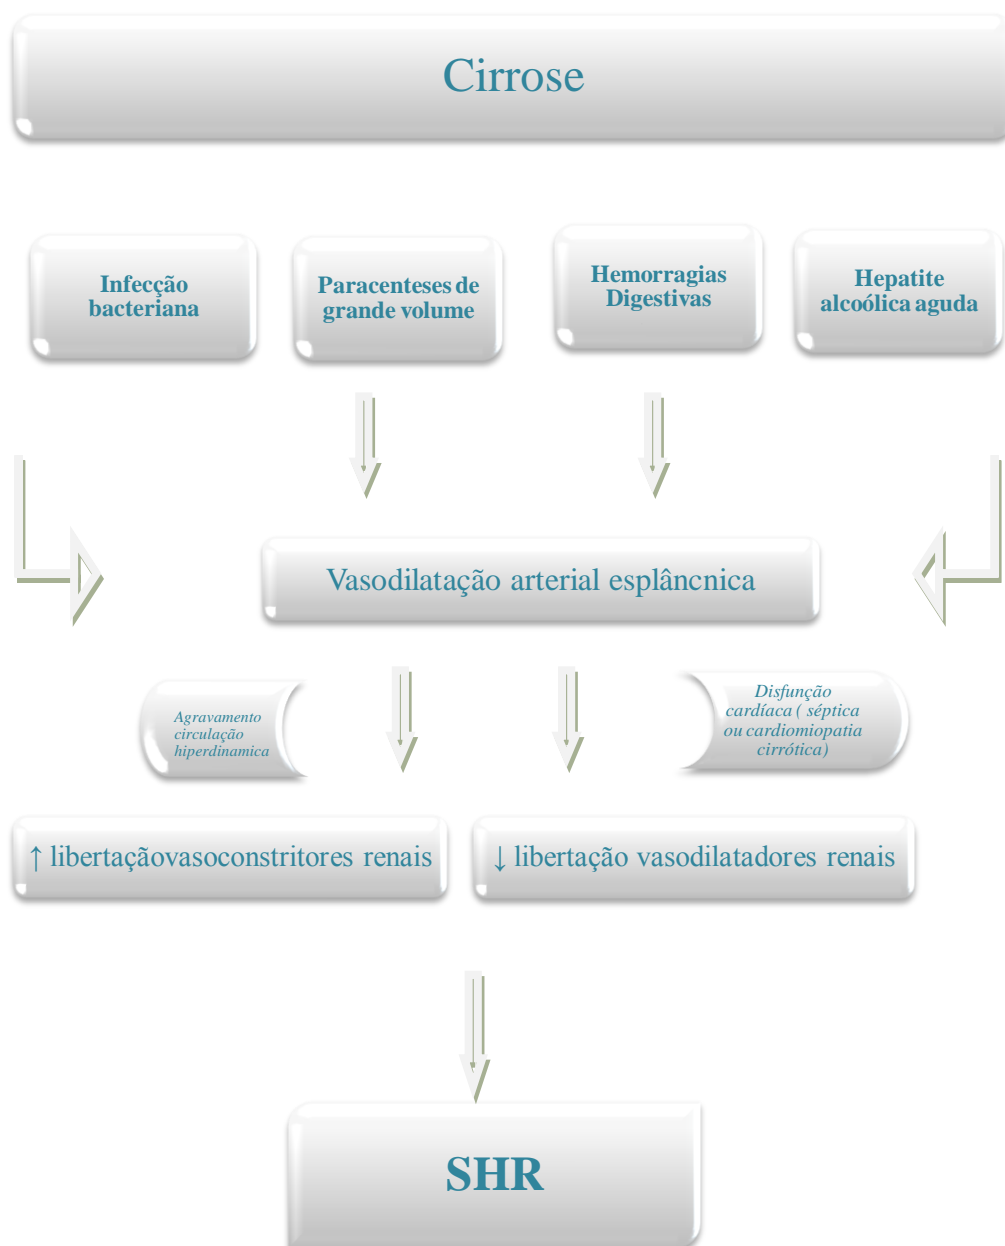 Cirrose
Infecção
bacteriana
Paracenteses de
grande volume
Hemorragias
Digestivas
Hepatite
alcoólica aguda
Vasodilatação arterial esplâncnica
Agravamento
circulação
hiperdinamica
Disfunção
cardíaca ( séptica
ou cardiomiopatia
cirrótica)
↑ libertaçãovasoconstritores renais
↓ libertação vasodilatadores renais
SHR